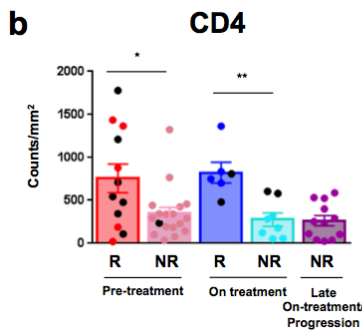 b
CD4
*
**
2000
1500
1000
500
0
Counts/mm²
R NR R NR NR
Pre-treatment On treatment Late
On-treatment/
Progression